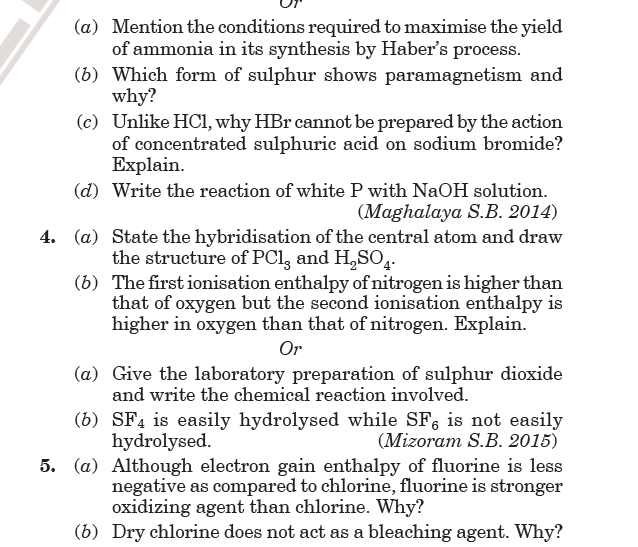 Or
(a) Mention the conditions required to maximise the yield
of ammonia in its synthesis by Haber's process.
(b) Which form of sulphur shows paramagnetism and
why?
(c) Unlike HCl, why HBr cannot be prepared by the action
of concentrated sulphuric acid on sodium bromide?
Explain.
(d) Write the reaction of white P with NaOH solution.
(Maghalaya S.B. 2014)
4. (a) State the hybridisation of the central atom and draw
the structure of PCl₃ and H₂SO₄.
(b) The first ionisation enthalpy of nitrogen is higher than
that of oxygen but the second ionisation enthalpy is
higher in oxygen than that of nitrogen. Explain.
Or
(a) Give the laboratory preparation of sulphur dioxide
and write the chemical reaction involved.
(b) SF₄ is easily hydrolysed while SF₆ is not easily
hydrolysed. (Mizoram S.B. 2015)
5. (a) Although electron gain enthalpy of fluorine is less
negative as compared to chlorine, fluorine is stronger
oxidizing agent than chlorine. Why?
(b) Dry chlorine does not act as a bleaching agent. Why?